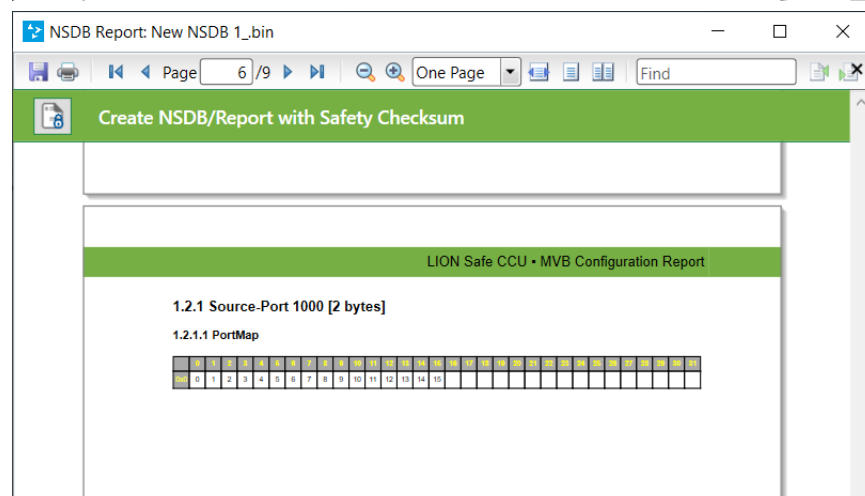 NSDB Report: New NSDB 1_.bin
Page 6 /9 One Page Find
Create NSDB/Report with Safety Checksum
LION Safe CCU ▪ MVB Configuration Report
1.2.1 Source-Port 1000 [2 bytes]
1.2.1.1 PortMap
0 1 2 3 4 5 6 7 8 9 10 11 12 13 14 15 16 17 18 19 20 21 22 23 24 25 26 27 28 29 30 31
0x0 0 1 2 3 4 5 6 7 8 9 10 11 12 13 14 15